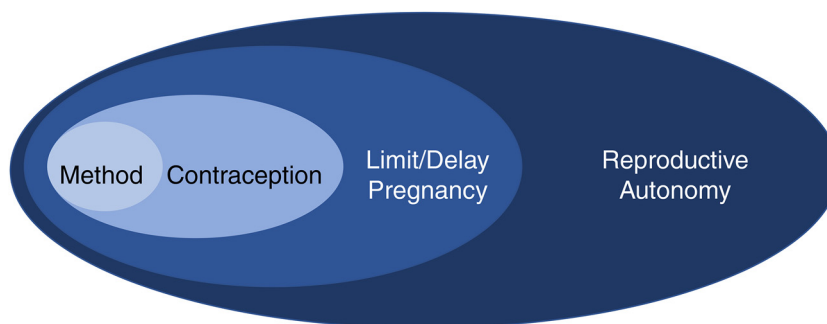 Method
Contraception
Limit/Delay
Pregnancy
Reproductive
Autonomy